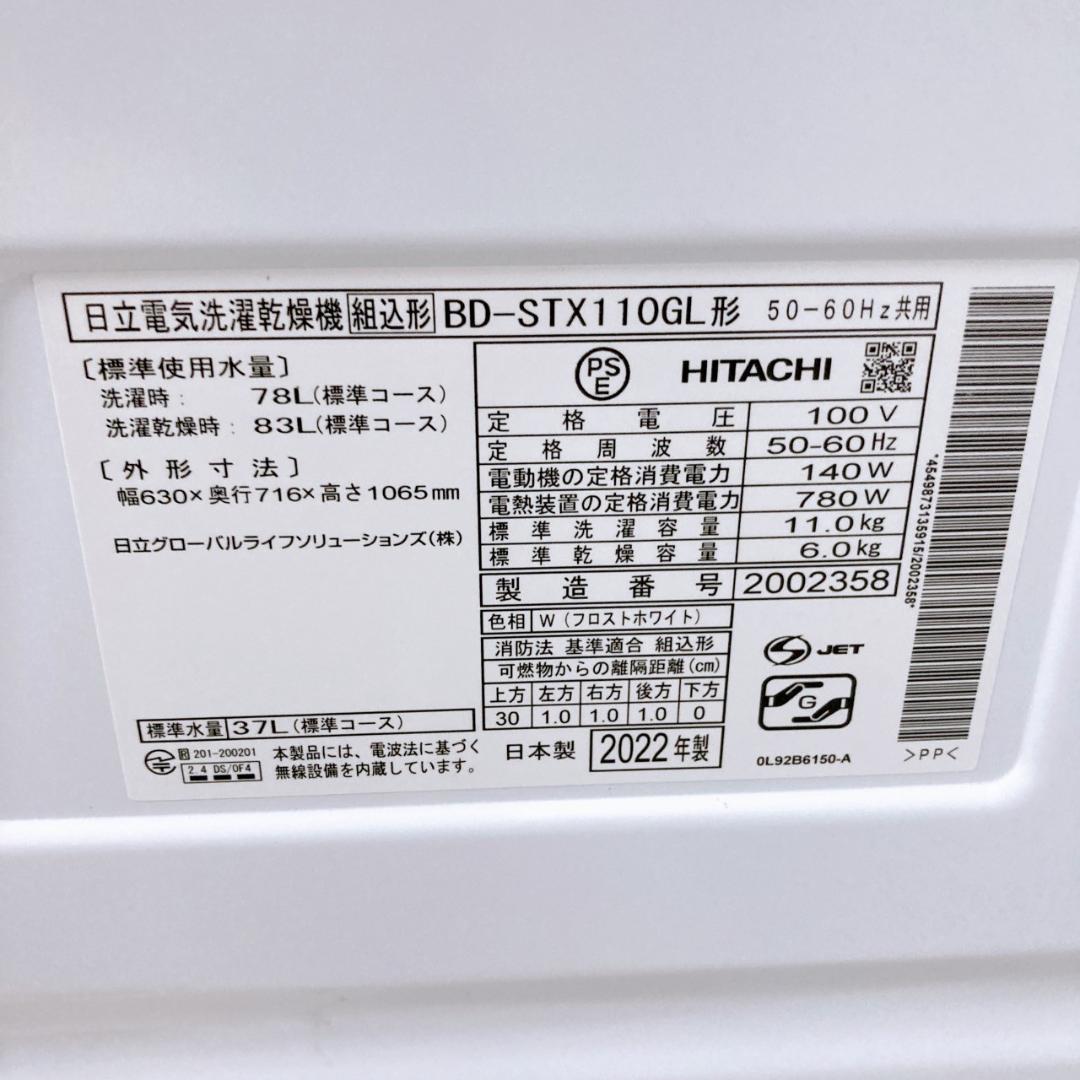 日立電気洗濯乾燥機 組込形 BD-STX110GL形 50-60Hz共用
〔標準使用水量〕
洗濯時： 78L(標準コース)
洗濯乾燥時： 83L(標準コース)
〔外形寸法〕
幅630×奥行716×高さ1065mm
日立グローバルライフソリューションズ(株)
標準水量 37L(標準コース)
201-200201
2.4 DS/OF4
本製品には、電波法に基づく
無線設備を内蔵しています。
PS
E
HITACHI
定格電圧 100V
定格周波数 50-60Hz
電動機の定格消費電力 140W
電熱装置の定格消費電力 780W
標準洗濯容量 11.0kg
標準乾燥容量 6.0kg
製造番号 2002358
色相 W（フロストホワイト）
消防法 基準適合 組込形
可燃物からの離隔距離(cm)
上方 左方 右方 後方 下方
30 1.0 1.0 1.0 0
日本製 2022年製
S JET
G
0L92B6150-A
*4549873135915/2002358*
>PP<